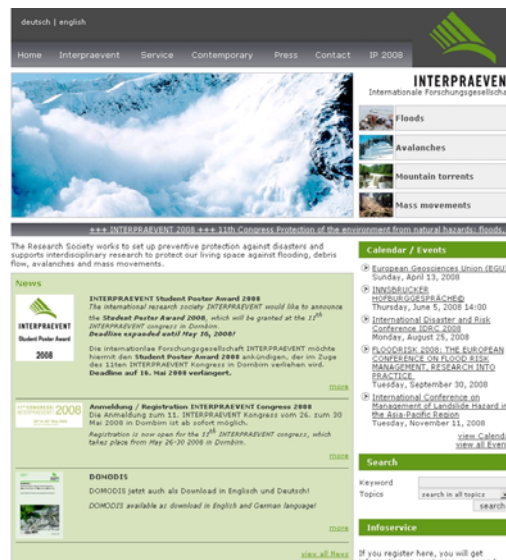 deutsch | english
Home Interpraevent Service Contemporary Press Contact IP 2008
INTERPRAEVEN
Internationale Forschungsgesellscha
Floods
Avalanches
Mountain torrents
Mass movements
+++ INTERPRAEVENT 2008 +++ 11th Congress Protection of the environment from natural hazards: floods,
The Research Society works to set up preventive protection against disasters and
supports interdisciplinary research to protect our living space against flooding, debris
flow, avalanches and mass movements.
News
INTERPRAEVENT
Student Poster Award
2008
INTERPRAEVENT Student Poster Award 2008
The international research society INTERPRAEVENT would like to announce
the Student Poster Award 2008, which will be granted at the 11th
INTERPRAEVENT congress in Dornbirn.
Deadline expanded until May 16, 2008!
Die internationlae Forschungsgesellschaft INTERPRAEVENT möchte
hiermit den Student Poster Award 2008 ankündigen, der im Zuge
des 11ten INTERPRAEVENT Kongress in Dornbirn verliehen wird.
Deadline auf 16. Mai 2008 verlängert.
more
INTERPRAEVENT 2008
Anmeldung / Registration INTERPRAEVENT Congress 2008
Die Anmeldung zum 11. INTERPRAEVENT Kongress vom 26. zum 30
Mai 2008 in Dornbirn ist ab sofort möglich.
Registration is now open for the 11th INTERPRAEVENT congress, which
takes place from May 26-30 2008 in Dornbirn.
more
DOMODIS
DOMODIS jetzt auch als Download in Englisch und Deutsch!
DOMODIS available as download in English and German language!
more
view all News
Calendar / Events
European Geosciences Union (EGU)
Sunday, April 13, 2008
INNSBRUCKER
HOFBURGGESPRÄCHE©
Thursday, June 5, 2008 14:00
International Disaster and Risk
Conference IDRC 2008
Monday, August 25, 2008
FLOODRISK 2008: THE EUROPEAN
CONFERENCE ON FLOOD RISK
MANAGEMENT. RESEARCH INTO
PRACTICE.
Tuesday, September 30, 2008
International Conference on
Management of Landslide Hazard in
the Asia-Pacific Region
Tuesday, November 11, 2008
view Calenda
view all Even
Search
Keyword
Topics search in all topics
search
Infoservice
If you register here, you will get